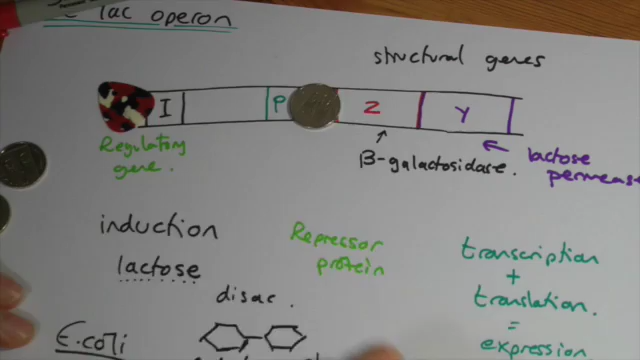 lac operon
structural genes
I
P
Z
Y
Regulatory
gene.
β-galactosidase.
lactose
permease
induction
lactose
disac.
Repressor
protein
transcription
+
translation.
=
expression.
E.coli